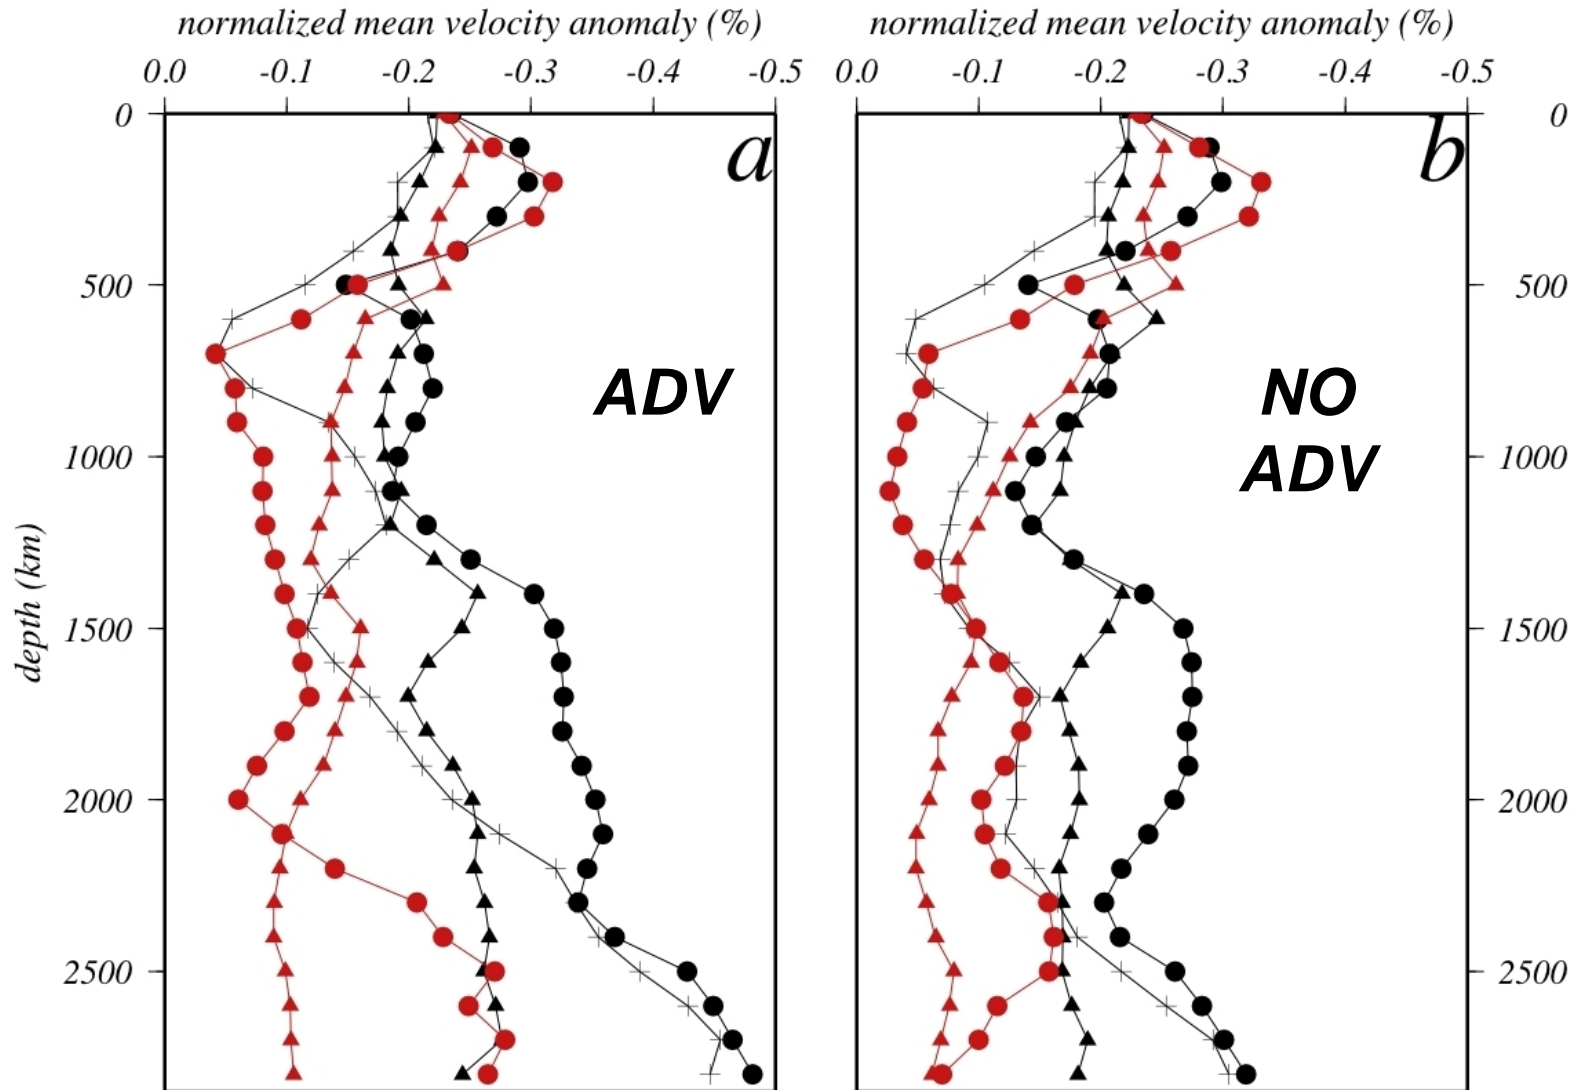 normalized mean velocity anomaly (%) normalized mean velocity anomaly (%)
0.0 -0.1 -0.2 -0.3 -0.4 -0.5 0.0 -0.1 -0.2 -0.3 -0.4 -0.5
0 0
a b
500 500
ADV NO
ADV
1000 1000
depth (km)
1500 1500
2000 2000
2500 2500